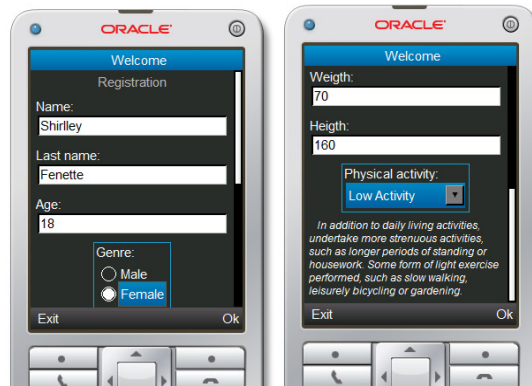 ORACLE
Welcome
Registration
Name:
Shirlley
Last name:
Fenette
Age:
18
Genre:
Male
Female
Exit Ok
ORACLE
Welcome
Weigth:
70
Heigth:
160
Physical activity:
Low Activity
In addition to daily living activities,
undertake more strenuous activities,
such as longer periods of standing or
housework. Some form of light exercise
performed, such as slow walking,
leisurely bicycling or gardening.
Exit Ok